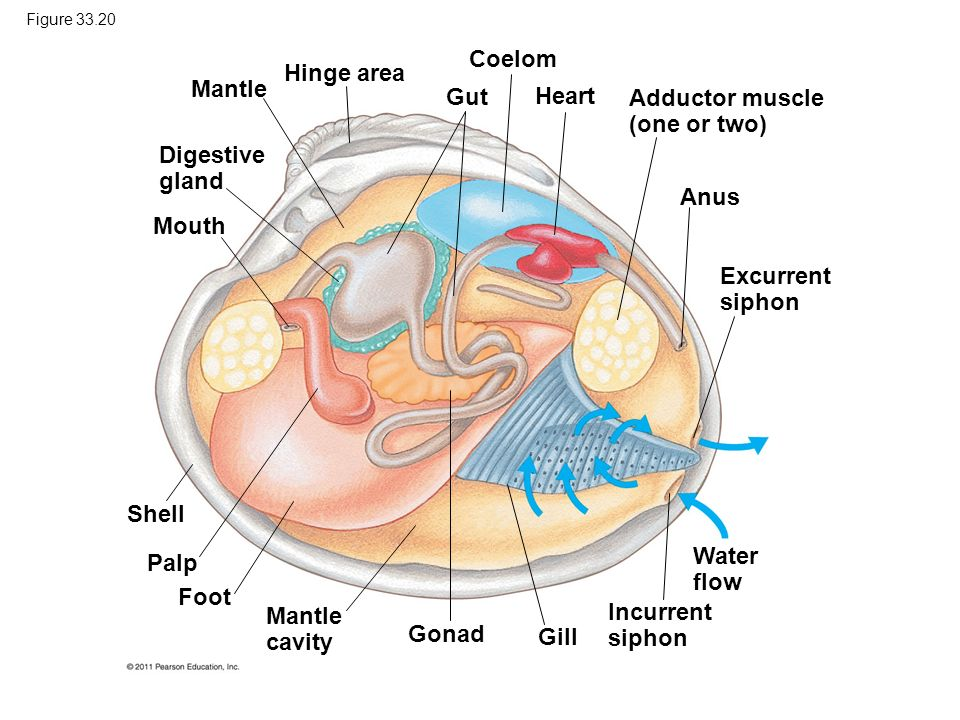 Figure 33.20
Coelom
Hinge area
Mantle
Gut
Heart
Adductor muscle
(one or two)
Digestive
gland
Anus
Mouth
Excurrent
siphon
Shell
Palp
Foot
Mantle
cavity
Gonad
Gill
Water
flow
Incurrent
siphon
© 2011 Pearson Education, Inc.